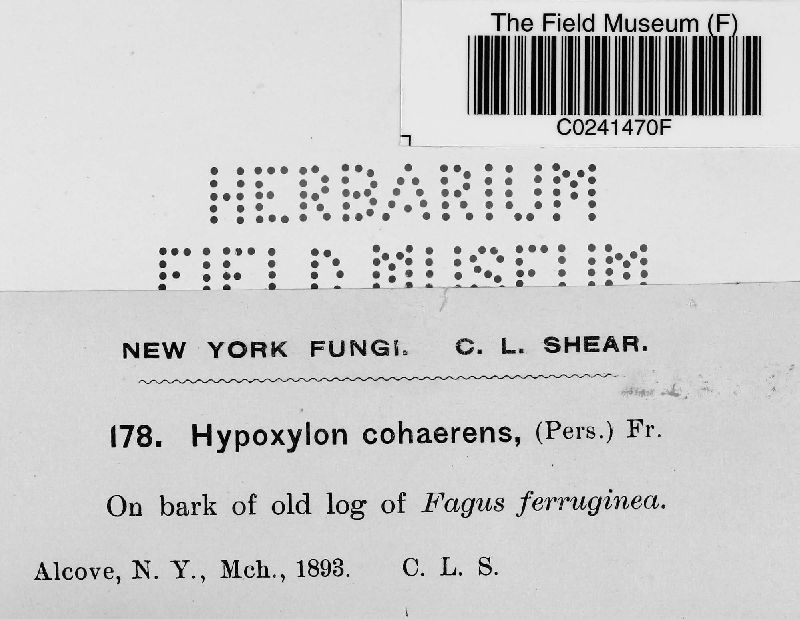 The Field Museum (F)
C0241470F
HERBARIUM
FIELD MUSEUM
NEW YORK FUNGI. C. L. SHEAR.
178. Hypoxylon cohaerens, (Pers.) Fr.
On bark of old log of Fagus ferruginea.
Alcove, N. Y., Mch., 1893. C. L. S.